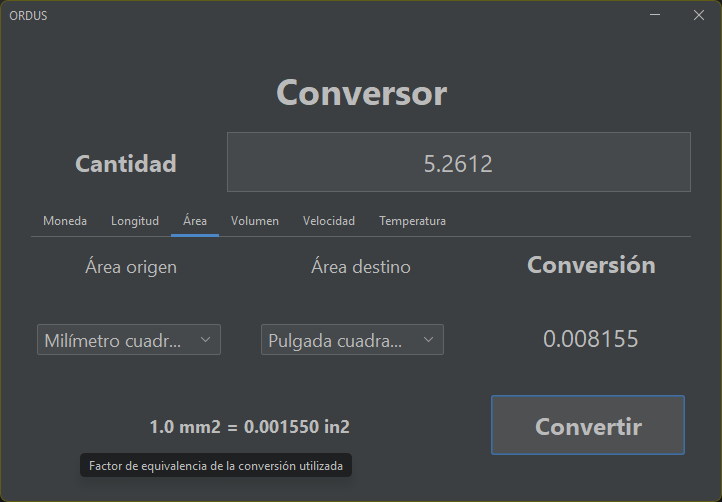 ORDUS
Conversor
Cantidad
5.2612
Moneda Longitud Área Volumen Velocidad Temperatura
Área origen Área destino Conversión
Milímetro cuadr... Pulgada cuadra... 0.008155
1.0 mm2 = 0.001550 in2
Convertir
Factor de equivalencia de la conversión utilizada